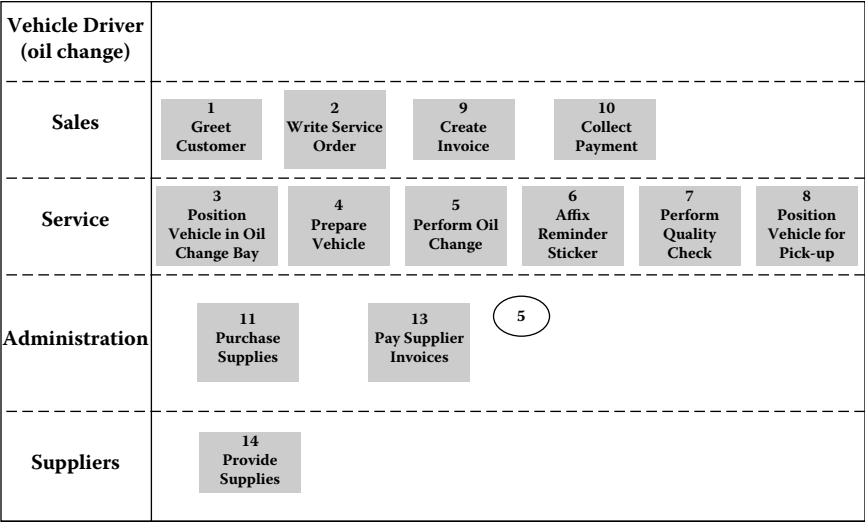 Vehicle Driver
(oil change)
Sales
1
Greet
Customer
2
Write Service
Order
9
Create
Invoice
10
Collect
Payment
Service
3
Position
Vehicle in Oil
Change Bay
4
Prepare
Vehicle
5
Perform Oil
Change
6
Affix
Reminder
Sticker
7
Perform
Quality
Check
8
Position
Vehicle for
Pick-up
Administration
11
Purchase
Supplies
13
Pay Supplier
Invoices
5
Suppliers
14
Provide
Supplies